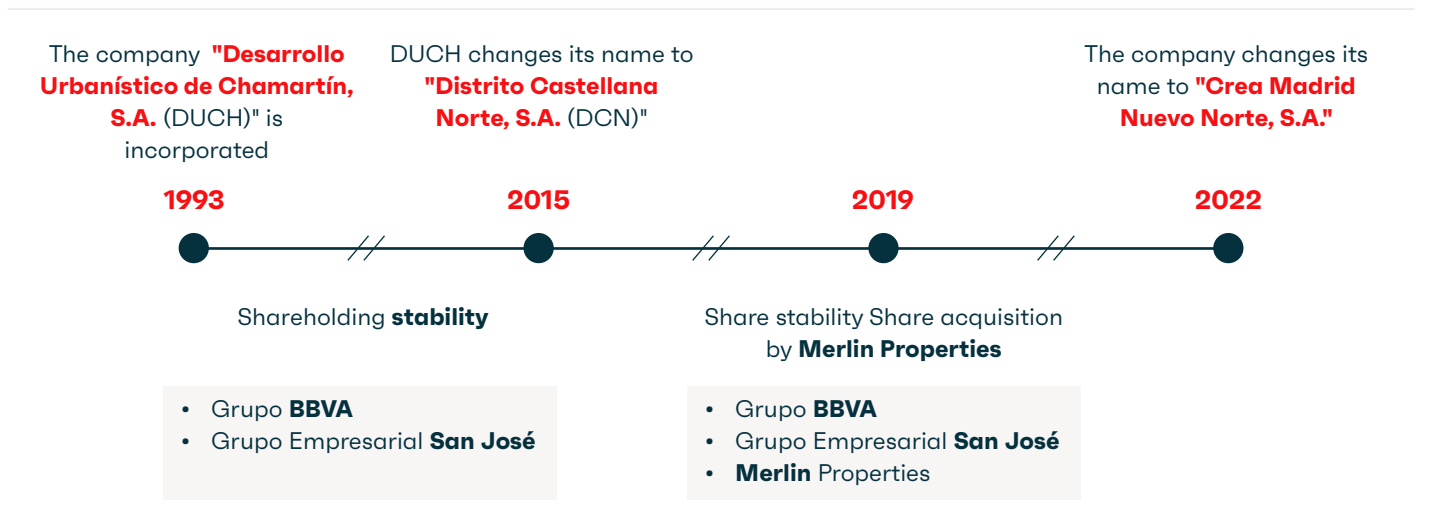 The company "Desarrollo
Urbanístico de Chamartín,
S.A. (DUCH)" is
incorporated
DUCH changes its name to
"Distrito Castellana
Norte, S.A. (DCN)"
The company changes its
name to "Crea Madrid
Nuevo Norte, S.A."
1993
2015
2019
2022
Shareholding stability
Share stability Share acquisition
by Merlin Properties
• Grupo BBVA
• Grupo Empresarial San José
• Grupo BBVA
• Grupo Empresarial San José
• Merlin Properties